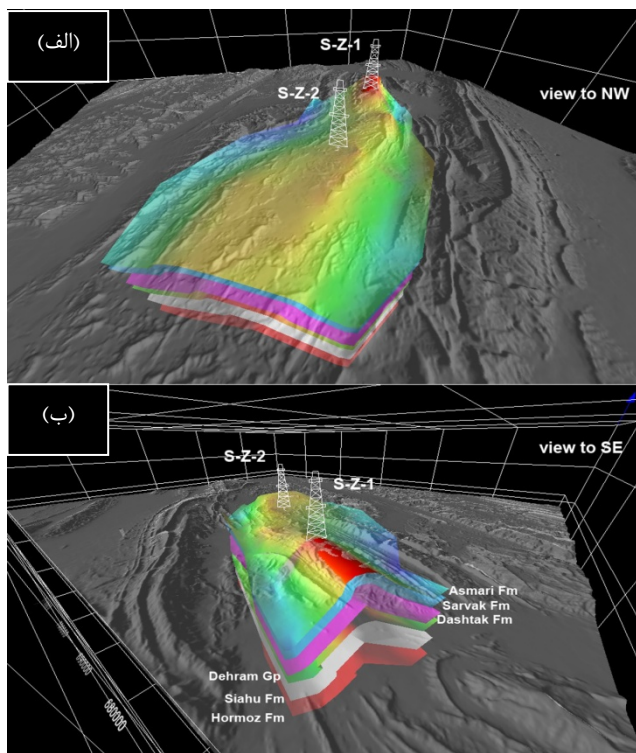 (الف)
S-Z-1
S-Z-2
view to NW
(ب)
view to SE
S-Z-2
S-Z-1
Asmari Fm
Sarvak Fm
Dashtak Fm
Dehram Gp
Siahu Fm
Hormoz Fm
680000